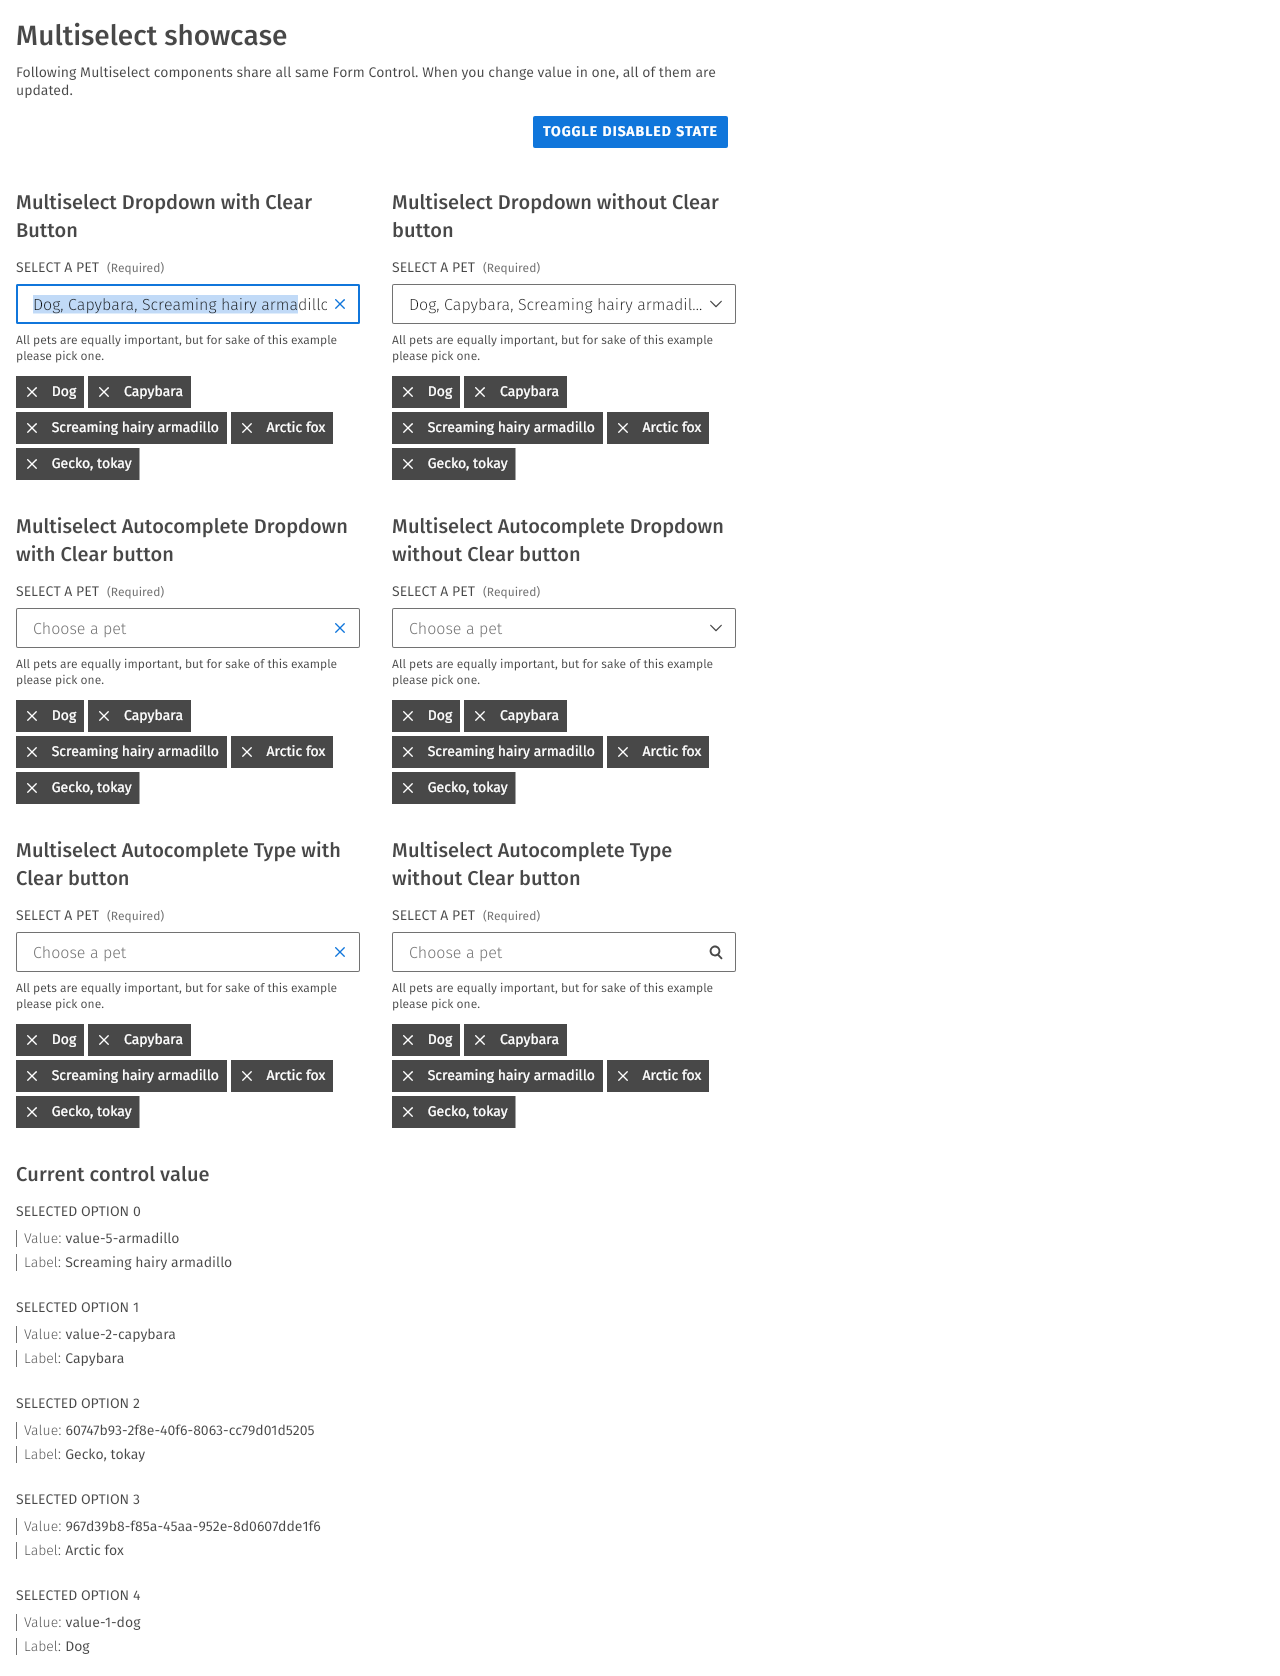 Multiselect showcase
Following Multiselect components share all same Form Control. When you change value in one, all of them are
updated.
TOGGLE DISABLED STATE
Multiselect Dropdown with Clear
Button
SELECT A PET (Required)
Dog, Capybara, Screaming hairy armadillo
All pets are equally important, but for sake of this example
please pick one.
Dog
Capybara
Screaming hairy armadillo
Arctic fox
Gecko, tokay
Multiselect Dropdown without Clear
button
SELECT A PET (Required)
Dog, Capybara, Screaming hairy armadil...
All pets are equally important, but for sake of this example
please pick one.
Dog
Capybara
Screaming hairy armadillo
Arctic fox
Gecko, tokay
Multiselect Autocomplete Dropdown
with Clear button
SELECT A PET (Required)
Choose a pet
All pets are equally important, but for sake of this example
please pick one.
Dog
Capybara
Screaming hairy armadillo
Arctic fox
Gecko, tokay
Multiselect Autocomplete Dropdown
without Clear button
SELECT A PET (Required)
Choose a pet
All pets are equally important, but for sake of this example
please pick one.
Dog
Capybara
Screaming hairy armadillo
Arctic fox
Gecko, tokay
Multiselect Autocomplete Type with
Clear button
SELECT A PET (Required)
Choose a pet
All pets are equally important, but for sake of this example
please pick one.
Dog
Capybara
Screaming hairy armadillo
Arctic fox
Gecko, tokay
Multiselect Autocomplete Type
without Clear button
SELECT A PET (Required)
Choose a pet
All pets are equally important, but for sake of this example
please pick one.
Dog
Capybara
Screaming hairy armadillo
Arctic fox
Gecko, tokay
Current control value
SELECTED OPTION 0
Value: value-5-armadillo
Label: Screaming hairy armadillo
SELECTED OPTION 1
Value: value-2-capybara
Label: Capybara
SELECTED OPTION 2
Value: 60747b93-2f8e-40f6-8063-cc79d01d5205
Label: Gecko, tokay
SELECTED OPTION 3
Value: 967d39b8-f85a-45aa-952e-8d0607dde1f6
Label: Arctic fox
SELECTED OPTION 4
Value: value-1-dog
Label: Dog